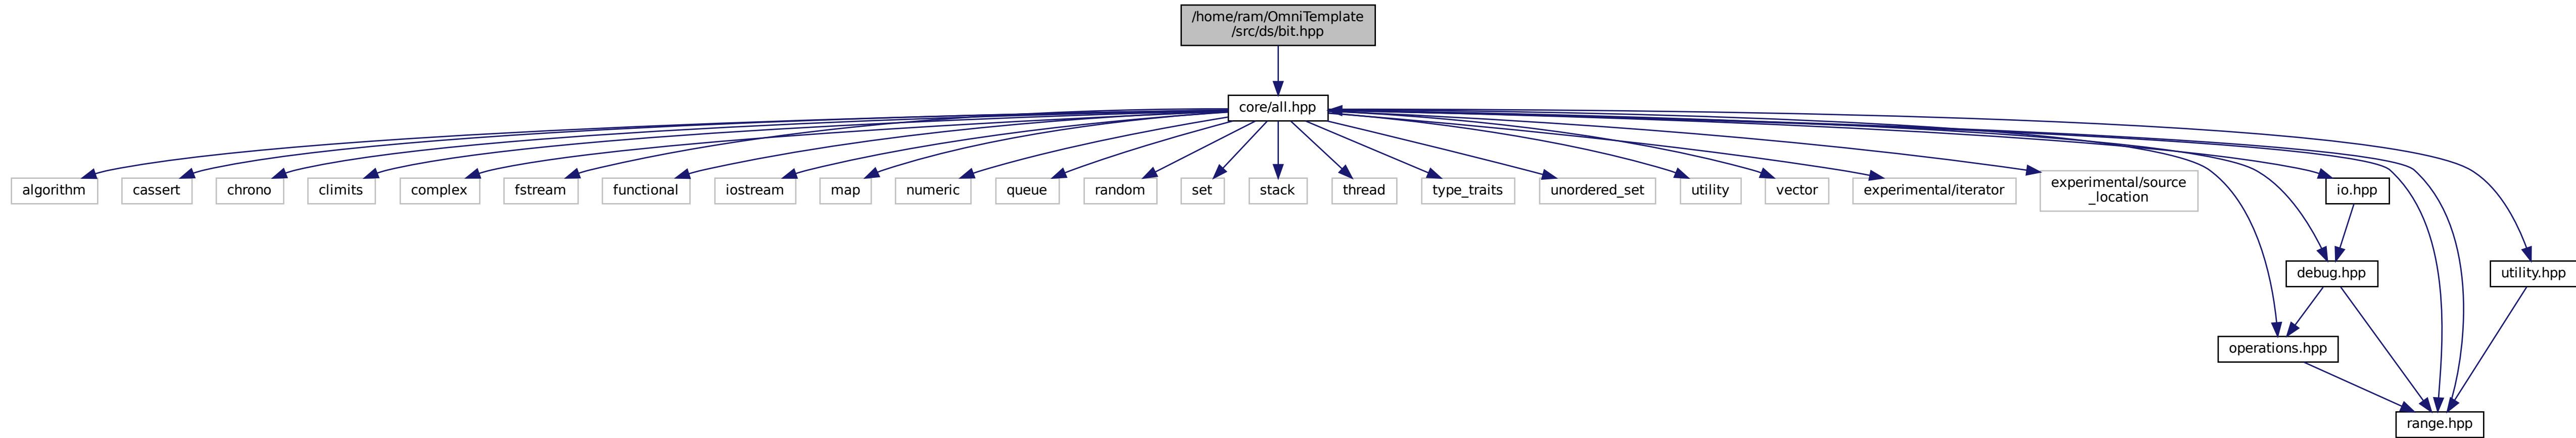 /home/ram/OmniTemplate
/src/ds/bit.hpp
core/all.hpp
algorithm
cassert
chrono
climits
complex
fstream
functional
iostream
map
numeric
queue
random
set
stack
thread
type_traits
unordered_set
utility
vector
experimental/iterator
experimental/source
_location
io.hpp
debug.hpp
utility.hpp
operations.hpp
range.hpp